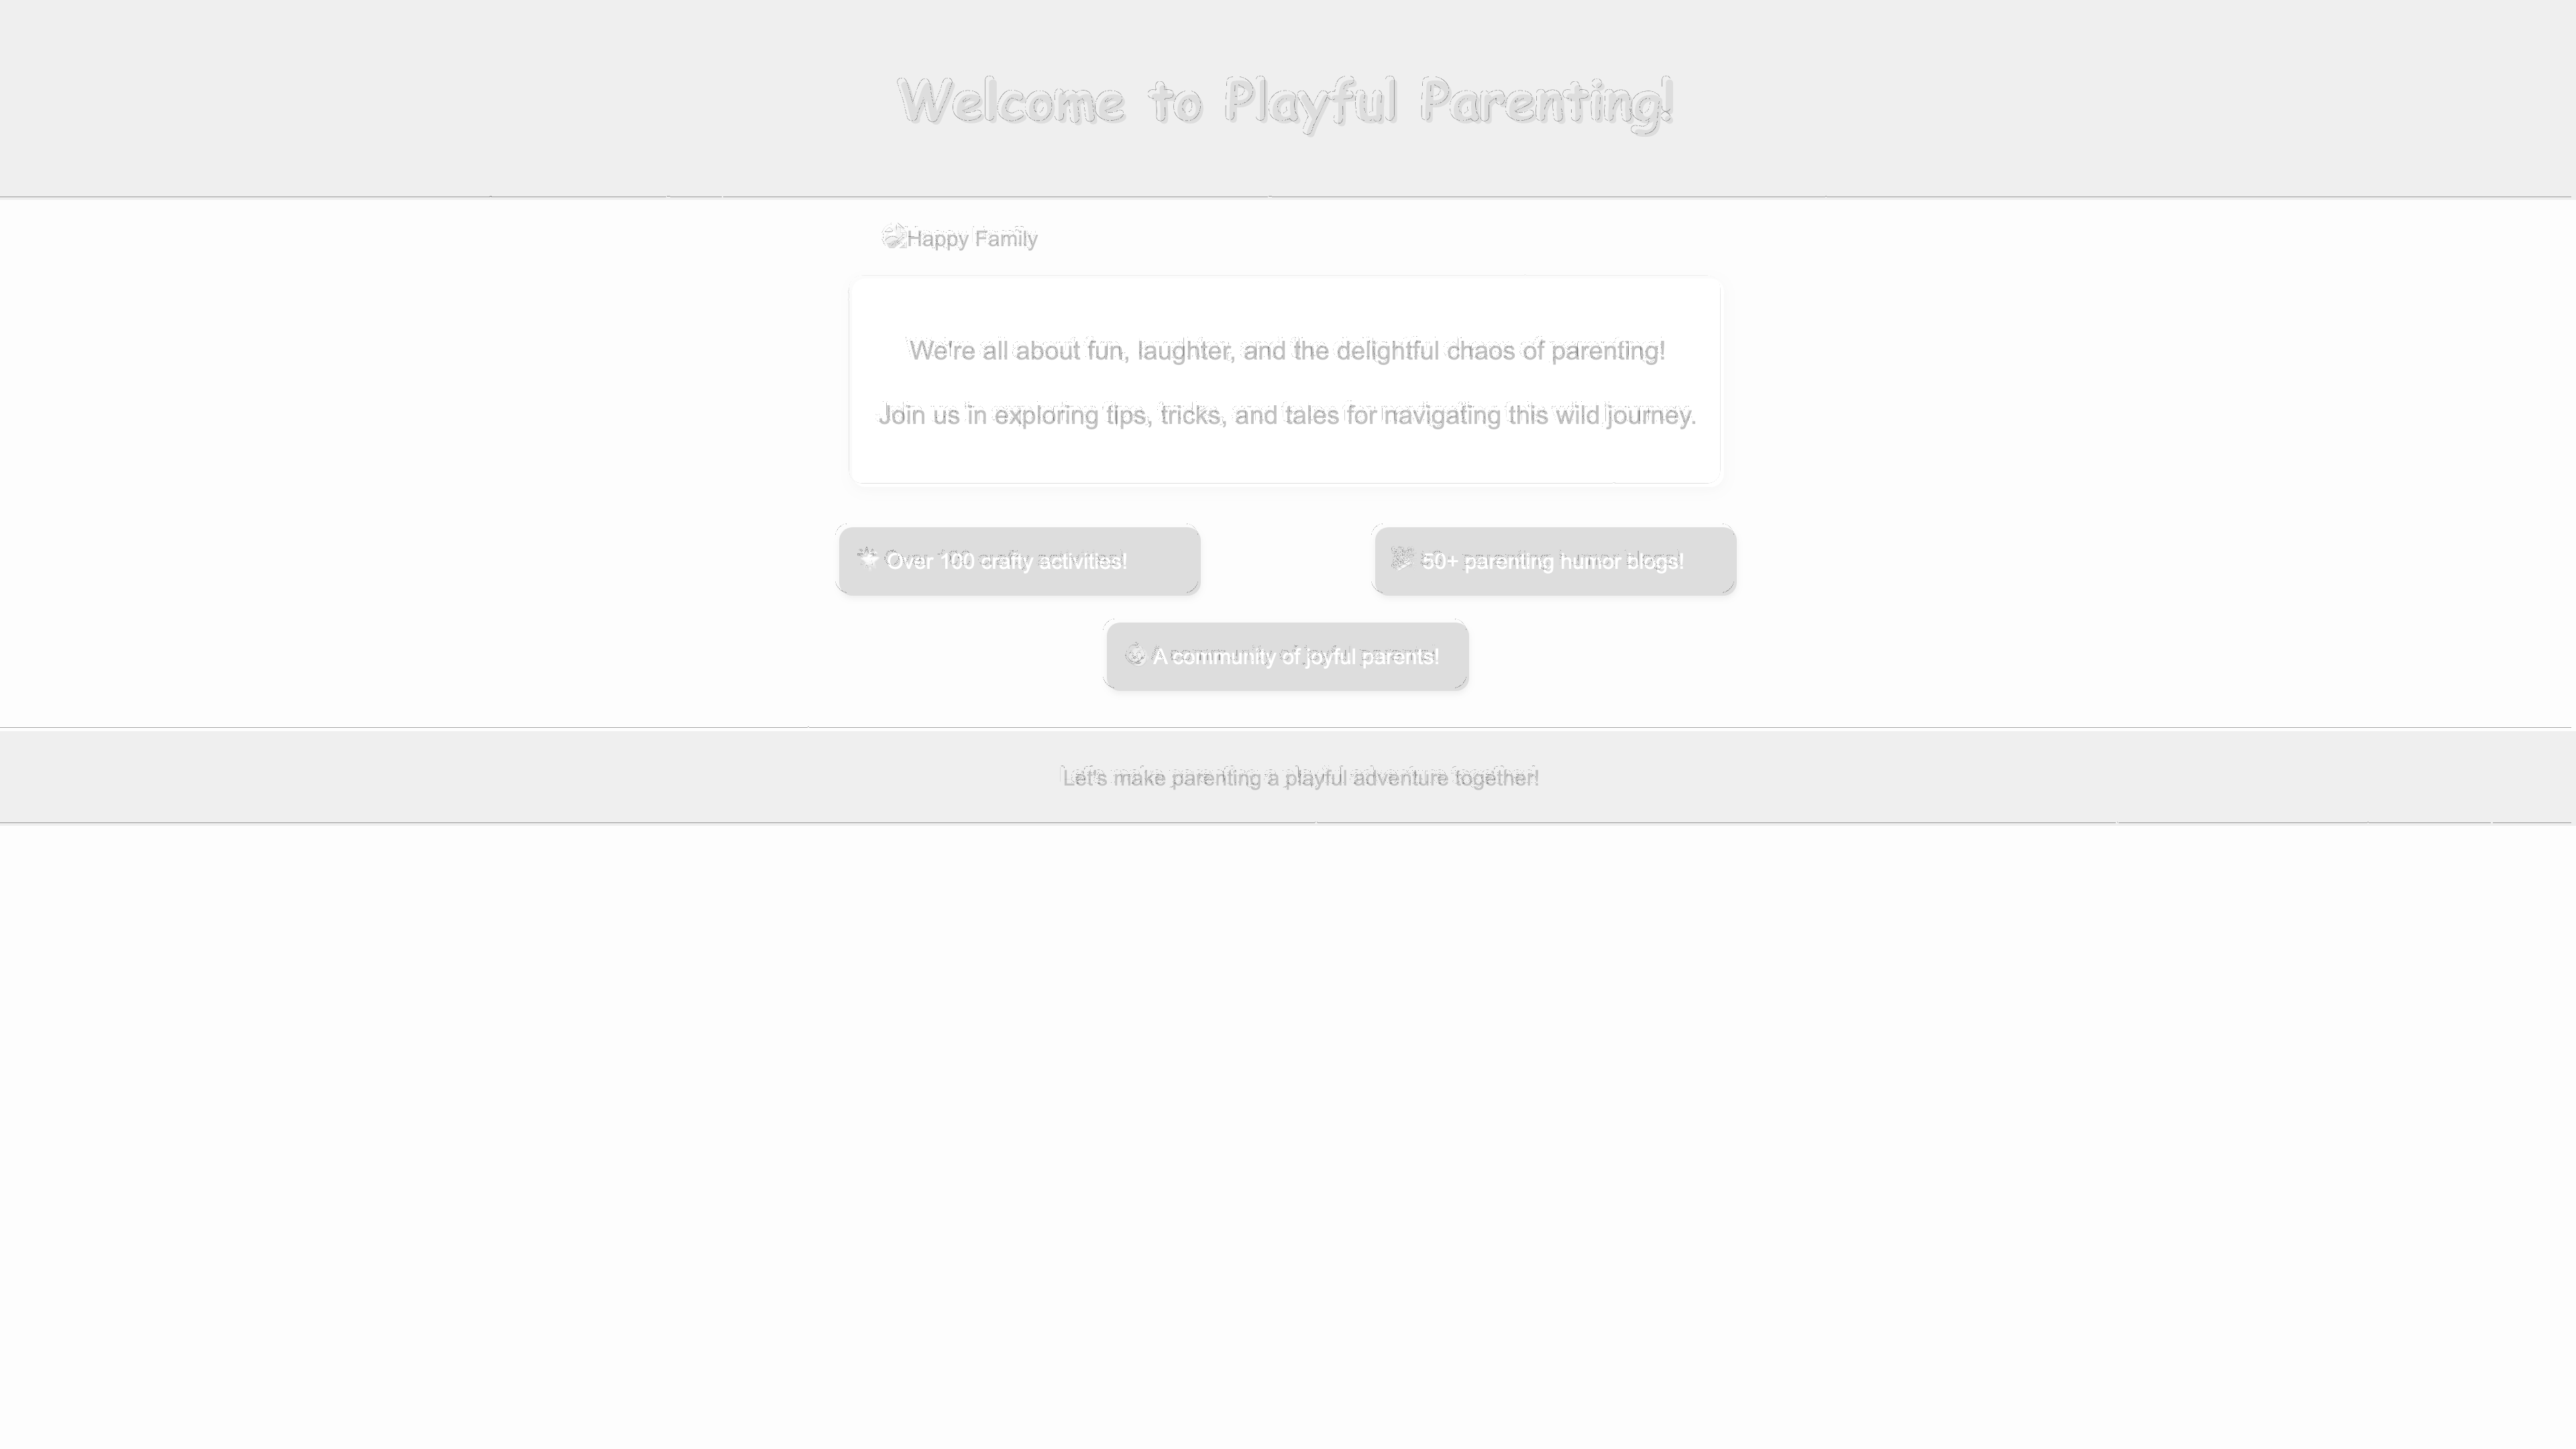 Welcome to Playful Parenting!
Happy Family
We're all about fun, laughter, and the delightful chaos of parenting!
Join us in exploring tips, tricks, and tales for navigating this wild journey.
Over 100 crafty activities!
50+ parenting humor blogs!
A community of joyful parents!
Let's make parenting a playful adventure together!